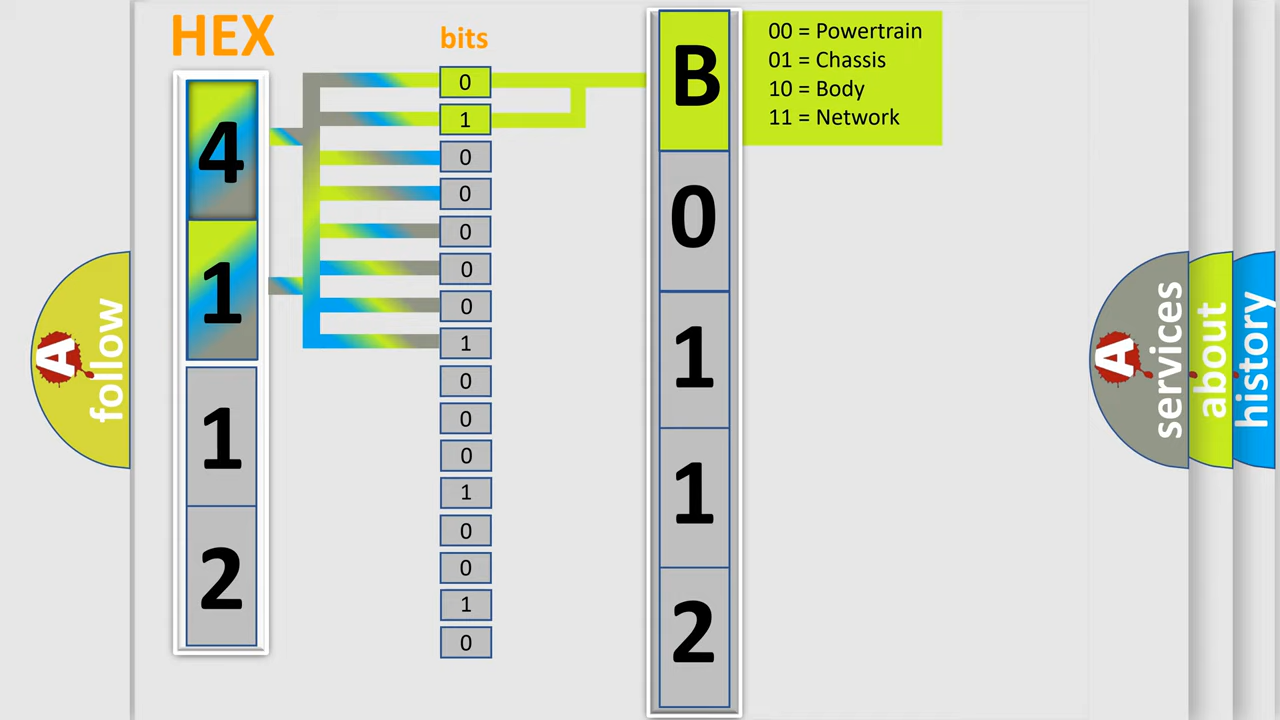 HEX
bits
4
1
1
2
0
1
0
0
0
0
0
1
0
0
0
1
0
0
1
0
B
0
1
1
2
00 = Powertrain
01 = Chassis
10 = Body
11 = Network
A follow
A services
about
history